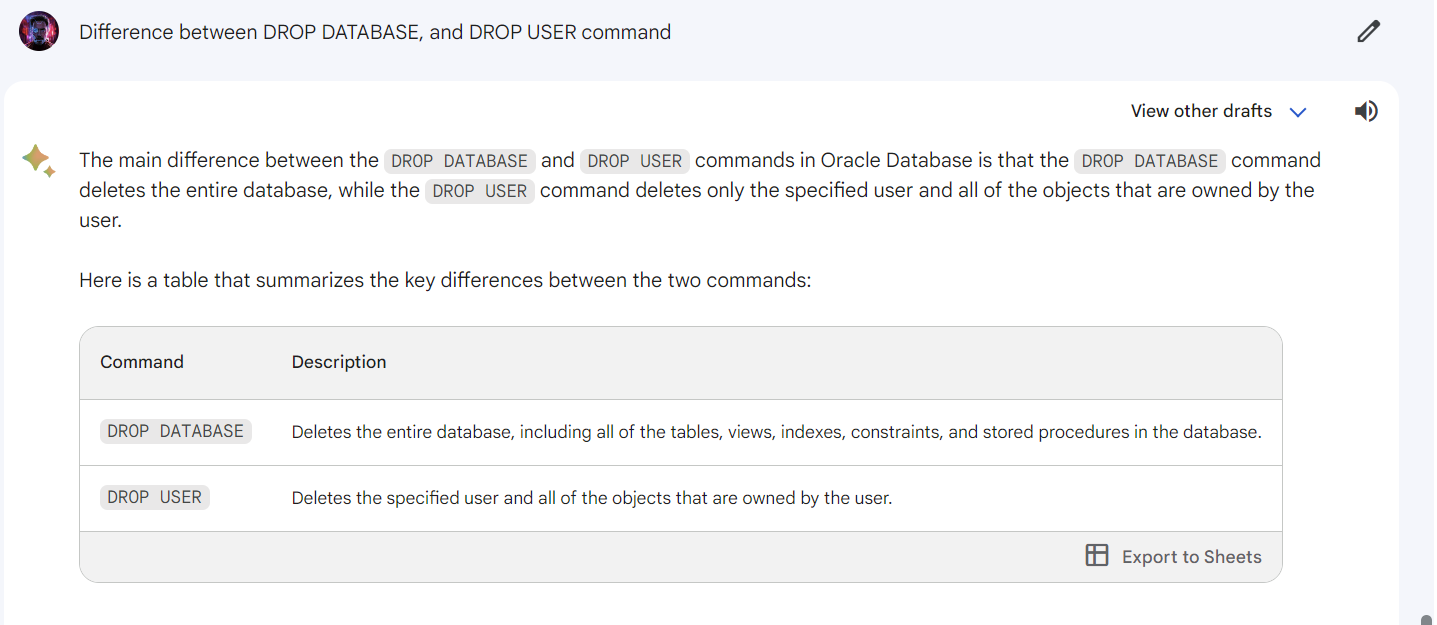 Difference between DROP DATABASE, and DROP USER command
View other drafts
The main difference between the DROP DATABASE and DROP USER commands in Oracle Database is that the DROP DATABASE command
deletes the entire database, while the DROP USER command deletes only the specified user and all of the objects that are owned by the
user.
Here is a table that summarizes the key differences between the two commands:
Command Description
DROP DATABASE Deletes the entire database, including all of the tables, views, indexes, constraints, and stored procedures in the database.
DROP USER Deletes the specified user and all of the objects that are owned by the user.
Export to Sheets